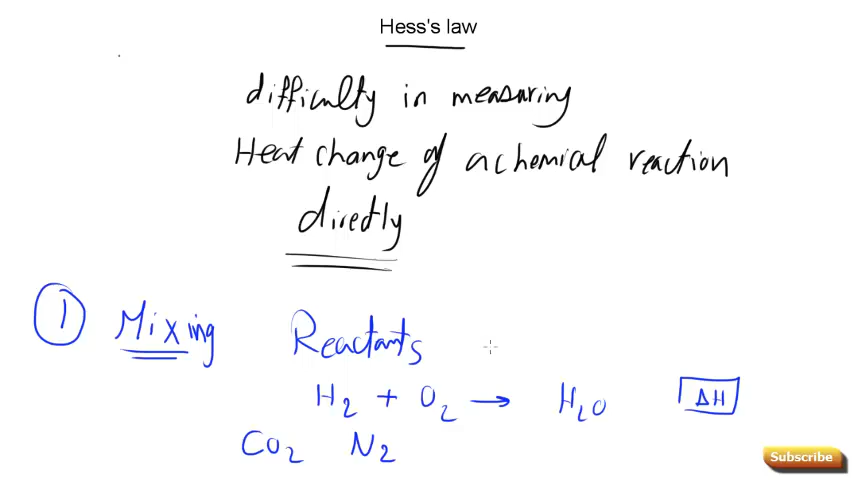 Hess's law
difficulty in measuring
Heat change of a chemical reaction
directly
1 Mixing Reactants
H₂ + O₂ → H₂O ΔH
CO₂ N₂
Subscribe